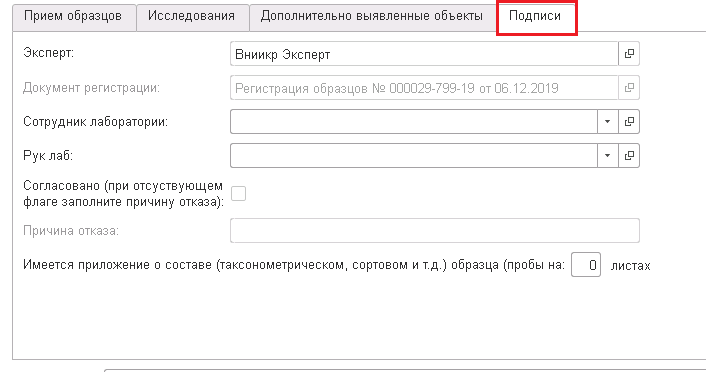 Прием образцов Исследования Дополнительно выявленные объекты Подписи
Эксперт: Вниикр Эксперт
Документ регистрации: Регистрация образцов № 000029-799-19 от 06.12.2019
Сотрудник лаборатории:
Рук лаб:
Согласовано (при отсуствующем
флаге заполните причину отказа):
Причина отказа:
Имеется приложение о составе (таксонометрическом, сортовом и т.д.) образца (пробы на: 0 листах